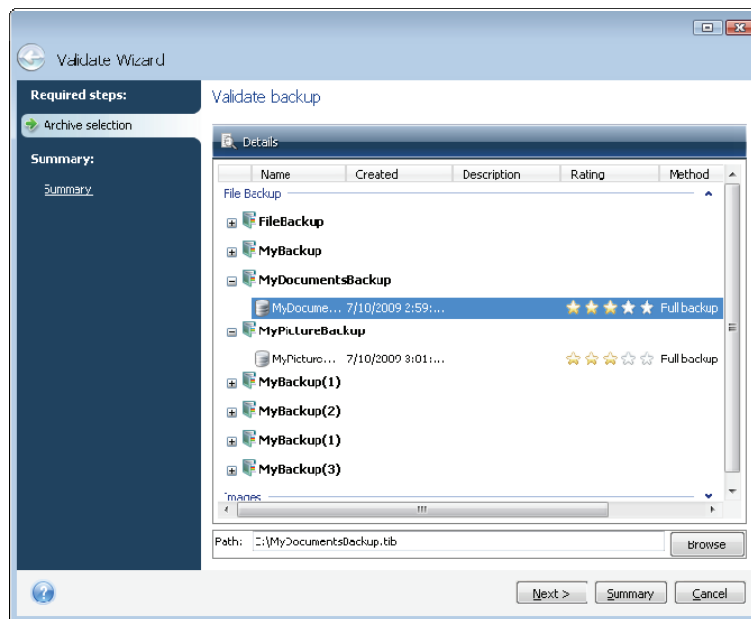 Validate Wizard
Required steps:
Archive selection
Summary:
Summary
Validate backup
Details
Name Created Description Rating Method
File Backup
FileBackup
MyBackup
MyDocumentsBackup
MyDocume... 7/10/2009 2:59:... Full backup
MyPictureBackup
MyPicture... 7/10/2009 3:01:... Full backup
MyBackup(1)
MyBackup(2)
MyBackup(1)
MyBackup(3)
Images
Path: :\MyDocumentsBackup.tib
Browse
Next > Summary Cancel